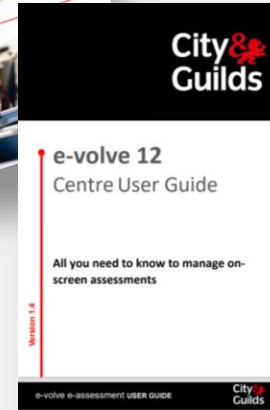 City&
Guilds
e-volve 12
Centre User Guide
All you need to know to manage on-
screen assessments
Version 1.4
e-volve e-assessment USER GUIDE
City&
Guilds